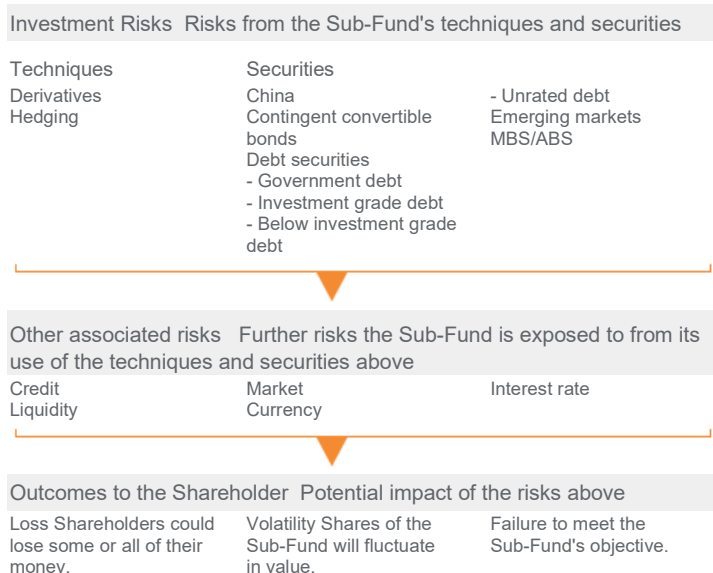 Investment Risks Risks from the Sub-Fund's techniques and securities
Techniques
Derivatives
Hedging
Securities
China
Contingent convertible
bonds
Debt securities
- Government debt
- Investment grade debt
- Below investment grade
debt
- Unrated debt
Emerging markets
MBS/ABS
Other associated risks Further risks the Sub-Fund is exposed to from its
use of the techniques and securities above
Credit
Liquidity
Market
Currency
Interest rate
Outcomes to the Shareholder Potential impact of the risks above
Loss Shareholders could
lose some or all of their
money.
Volatility Shares of the
Sub-Fund will fluctuate
in value.
Failure to meet the
Sub-Fund's objective.